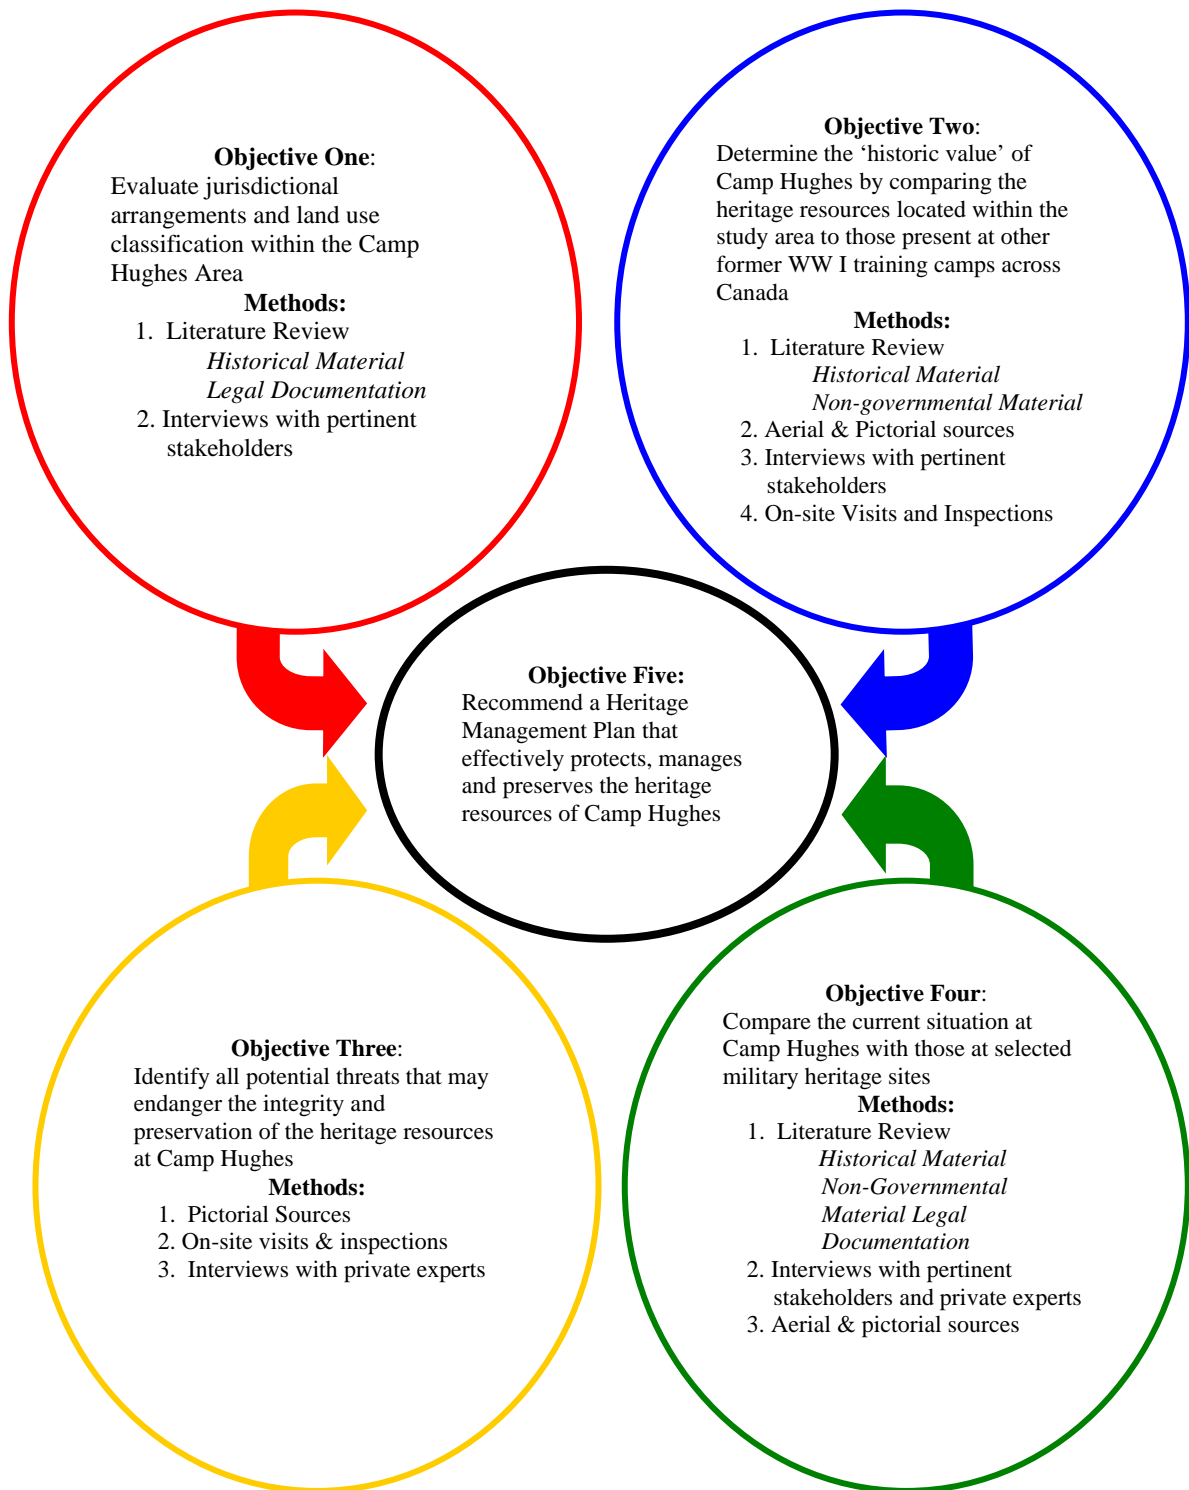 Objective One:
Evaluate jurisdictional
arrangements and land use
classification within the Camp
Hughes Area
Methods:
1. Literature Review
Historical Material
Legal Documentation
2. Interviews with pertinent
stakeholders
Objective Two:
Determine the ‘historic value’ of
Camp Hughes by comparing the
heritage resources located within the
study area to those present at other
former WW I training camps across
Canada
Methods:
1. Literature Review
Historical Material
Non-governmental Material
2. Aerial & Pictorial sources
3. Interviews with pertinent
stakeholders
4. On-site Visits and Inspections
Objective Five:
Recommend a Heritage
Management Plan that
effectively protects, manages
and preserves the heritage
resources of Camp Hughes
Objective Three:
Identify all potential threats that may
endanger the integrity and
preservation of the heritage resources
at Camp Hughes
Methods:
1. Pictorial Sources
2. On-site visits & inspections
3. Interviews with private experts
Objective Four:
Compare the current situation at
Camp Hughes with those at selected
military heritage sites
Methods:
1. Literature Review
Historical Material
Non-Governmental
Material Legal
Documentation
2. Interviews with pertinent
stakeholders and private experts
3. Aerial & pictorial sources